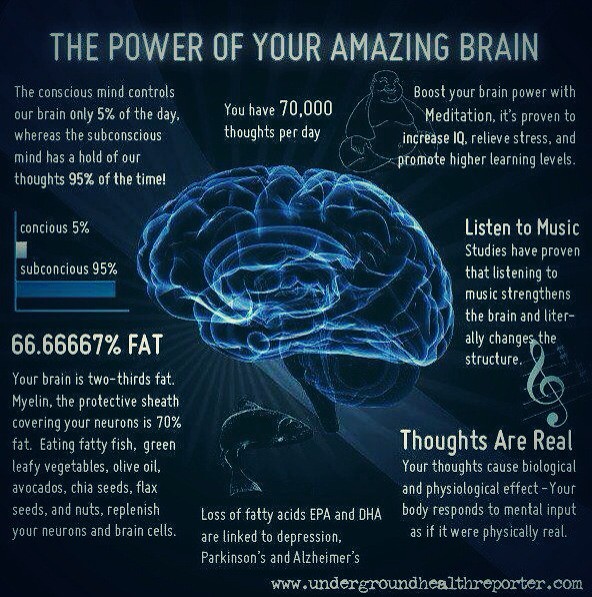 THE POWER OF YOUR AMAZING BRAIN
The conscious mind controls
our brain only 5% of the day,
whereas the subconscious
mind has a hold of our
thoughts 95% of the time!
You have 70,000
thoughts per day
Boost your brain power with
Meditation, it's proven to
increase IQ, relieve stress, and
promote higher learning levels.
concious 5%
subconcious 95%
Listen to Music
Studies have proven
that listening to
music strengthens
the brain and liter-
ally changes the
structure.
66.66667% FAT
Your brain is two-thirds fat.
Myelin, the protective sheath
covering your neurons is 70%
fat. Eating fatty fish, green
leafy vegetables, olive oil,
avocados, chia seeds, flax
seeds, and nuts, replenish
your neurons and brain cells.
Loss of fatty acids EPA and DHA
are linked to depression,
Parkinson's and Alzheimer's
Thoughts Are Real
Your thoughts cause biological
and physiological effect - Your
body responds to mental input
as if it were physically real.
www.undergroundhealthreporter.com